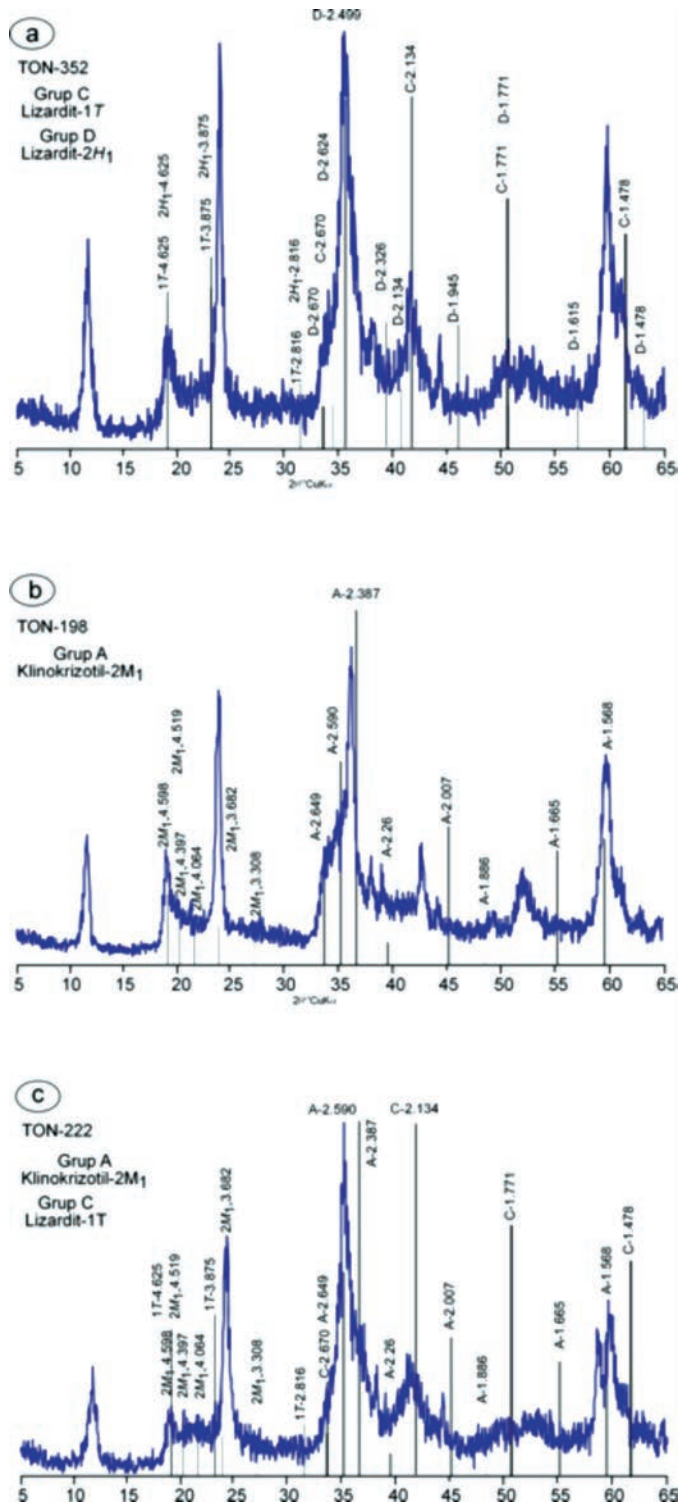 a
TON-352
Grup C
Lizardit-1T
Grup D
Lizardit-2H1
1T-4.625
2H1-4.625
1T-3.875
2H1-3.875
1T-2.816
2H1-2.816
D-2.670
C-2.670
D-2.624
D-2.499
D-2.326
D-2.134
C-2.134
D-1.945
C-1.771
D-1.771
D-1.615
C-1.478
D-1.478
5 10 15 20 25 30 35 40 45 50 55 60 65
b
TON-198
Grup A
Klinokrizotil-2M1
2M1,4.598
2M1,4.519
2M1,4.397
2M1,4.064
2M1,3.682
2M1,3.308
A-2.649
A-2.590
A-2.387
A-2.26
A-2.007
A-1.886
A-1.665
A-1.568
5 10 15 20 25 30 35 40 45 50 55 60 65
c
TON-222
Grup A
Klinokrizotil-2M1
Grup C
Lizardit-1T
1T-4.625
2M1,4.598
2M1,4.519
2M1,4.397
2M1,4.064
1T-3.875
2M1,3.682
2M1,3.308
1T-2.816
C-2.670
A-2.649
A-2.590
A-2.387
A-2.26
C-2.134
A-2.007
A-1.886
C-1.771
A-1.665
A-1.568
C-1.478
5 10 15 20 25 30 35 40 45 50 55 60 65